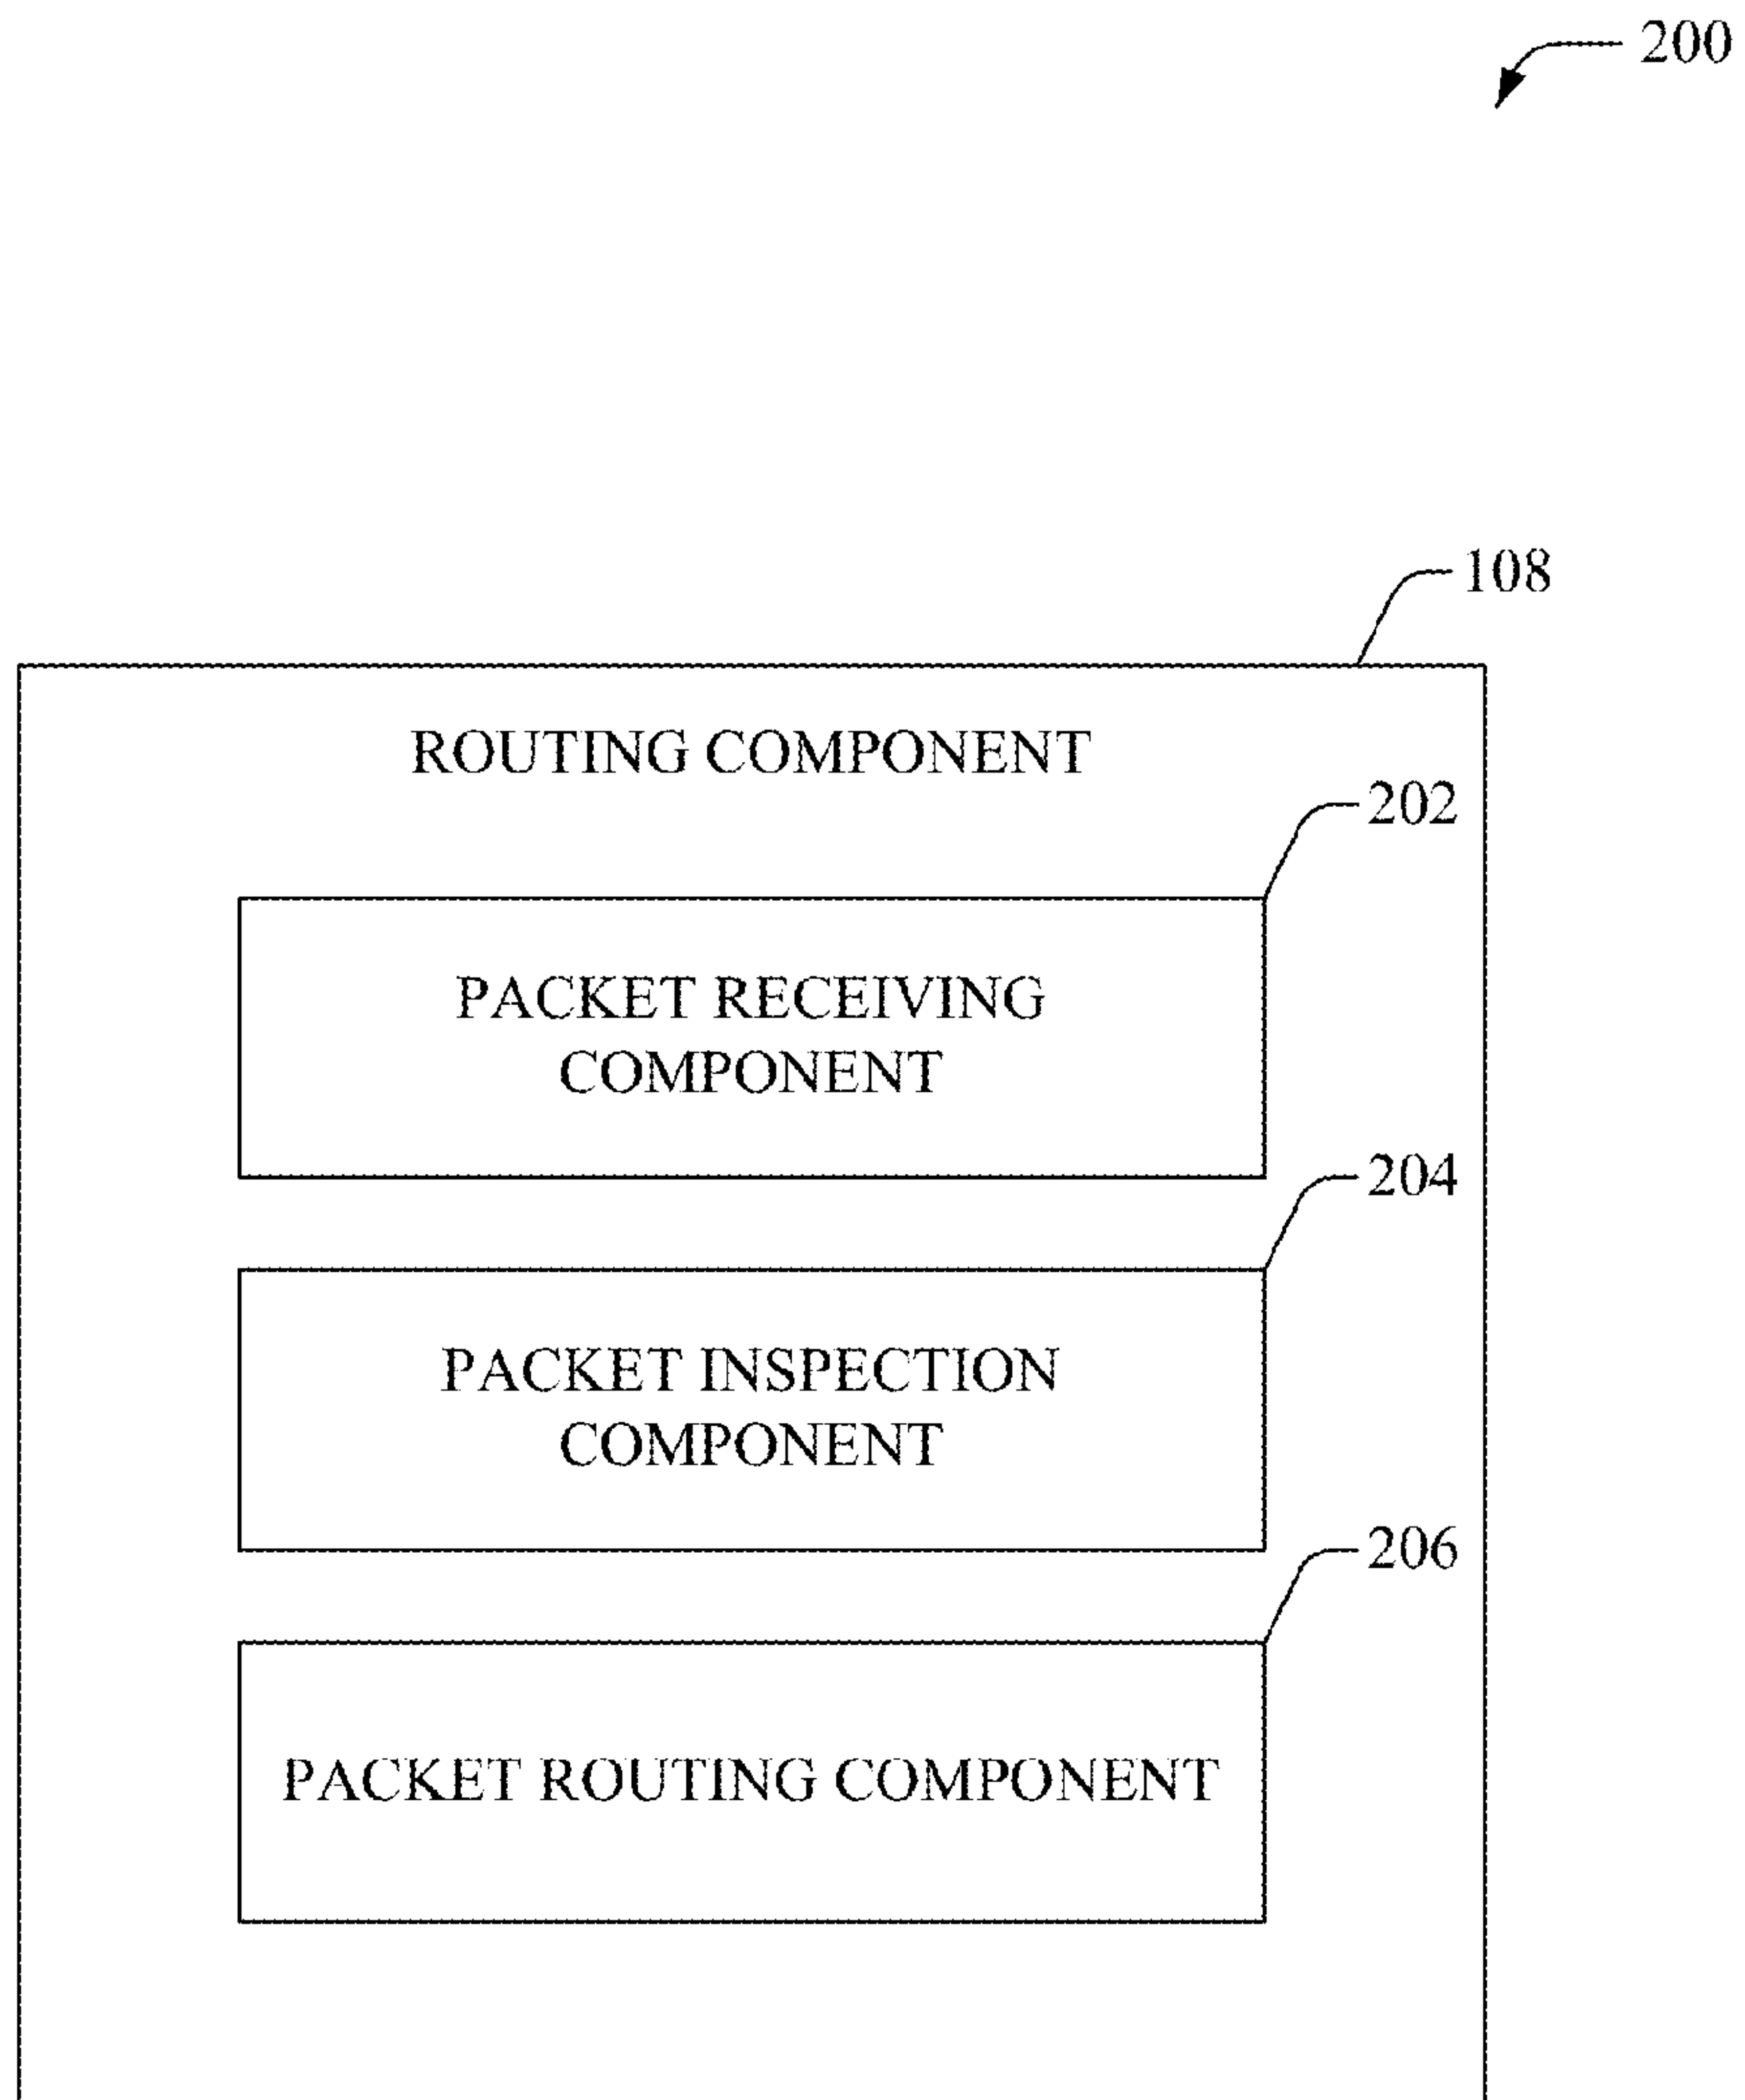 200
108
ROUTING COMPONENT
202
PACKET RECEIVING
COMPONENT
204
PACKET INSPECTION
COMPONENT
206
PACKET ROUTING COMPONENT